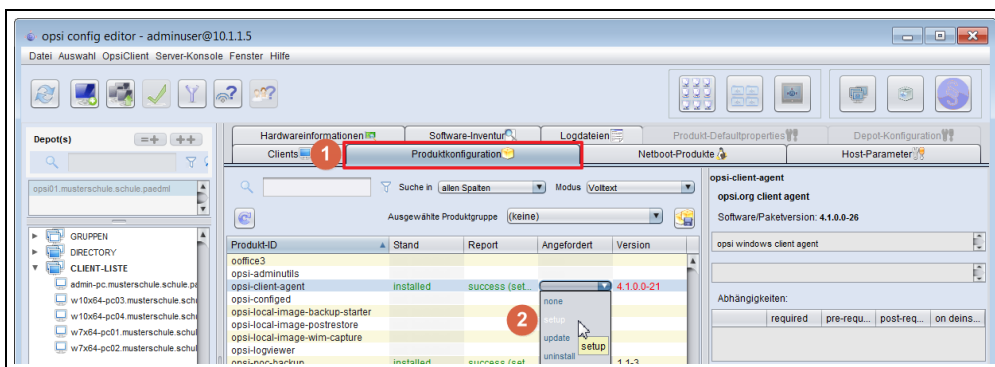 opsi config editor - adminuser@10.1.1.5
Datei Auswahl OpsiClient Server-Konsole Fenster Hilfe
Depot(s)
opsi01.musterschule.schule.paedml
GRUPPEN
DIRECTORY
CLIENT-LISTE
admin-pc.musterschule.schule.pa
w10x64-pc03.musterschule.sch
w10x64-pc04.musterschule.sch
w7x64-pc01.musterschule.schul
w7x64-pc02.musterschule.schul
Hardwareinformationen Software-Inventur Logdateien Produkt-Defaultproperties Depot-Konfiguration
Clients 1 Produktkonfiguration Netboot-Produkte Host-Parameter
Suche in allen Spalten Modus Volltext
Ausgewählte Produktgruppe (keine)
Produkt-ID Stand Report Angefordert Version
ooffice3
opsi-adminutils
opsi-client-agent installed success (set... 4.1.0.0-21
opsi-configed
opsi-local-image-backup-starter
opsi-local-image-postrestore
opsi-local-image-wim-capture
opsi-logviewer
opsi-poc-backup installed success (set 1.1-3
none
2 setup
update
setup
uninstall
opsi-client-agent
opsi.org client agent
Software/Paketversion: 4.1.0.0-26
opsi windows client agent
Abhängigkeiten:
required pre-requ... post-req... on deins...